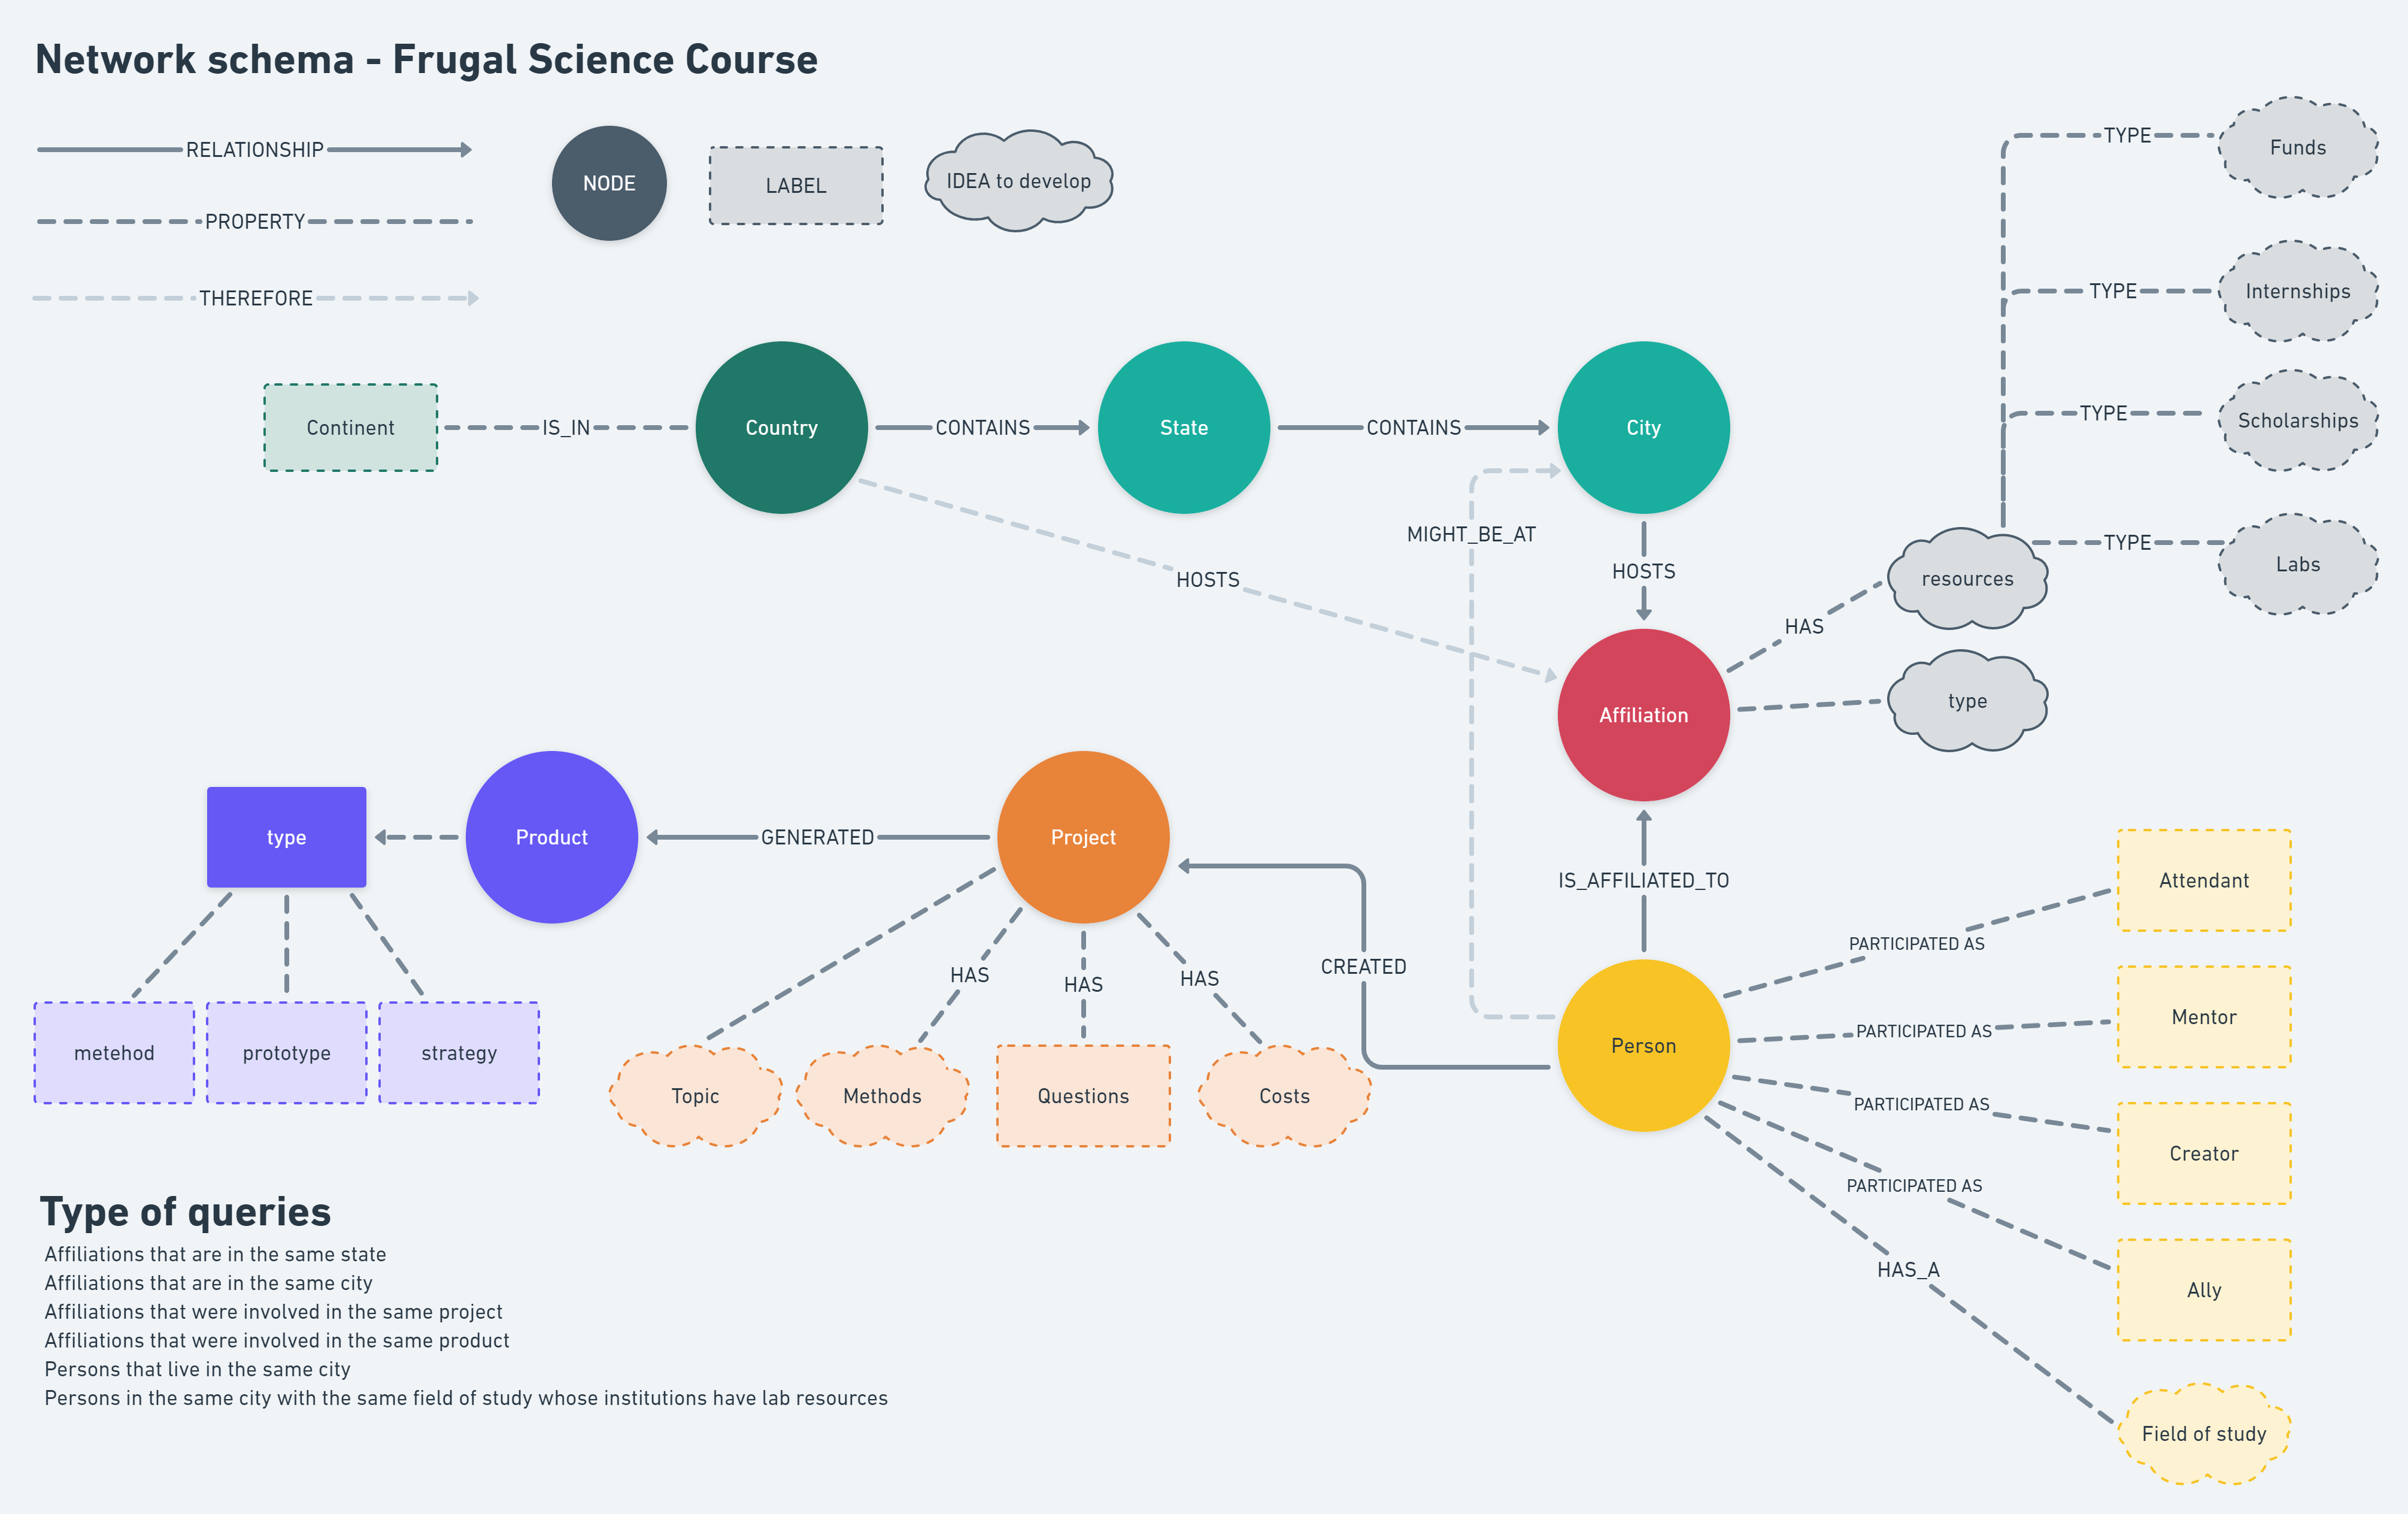 Network schema - Frugal Science Course
RELATIONSHIP
NODE
LABEL
IDEA to develop
PROPERTY
THEREFORE
TYPE
Funds
TYPE
Internships
TYPE
Scholarships
TYPE
Labs
Continent
IS_IN
Country
CONTAINS
State
CONTAINS
City
MIGHT_BE_AT
HOSTS
HOSTS
resources
HAS
type
Affiliation
type
Product
GENERATED
Project
IS_AFFILIATED_TO
CREATED
HAS
HAS
HAS
metehod
prototype
strategy
Topic
Methods
Questions
Costs
Person
PARTICIPATED AS
Attendant
PARTICIPATED AS
Mentor
PARTICIPATED AS
Creator
PARTICIPATED AS
Ally
HAS_A
Field of study
Type of queries
Affiliations that are in the same state
Affiliations that are in the same city
Affiliations that were involved in the same project
Affiliations that were involved in the same product
Persons that live in the same city
Persons in the same city with the same field of study whose institutions have lab resources